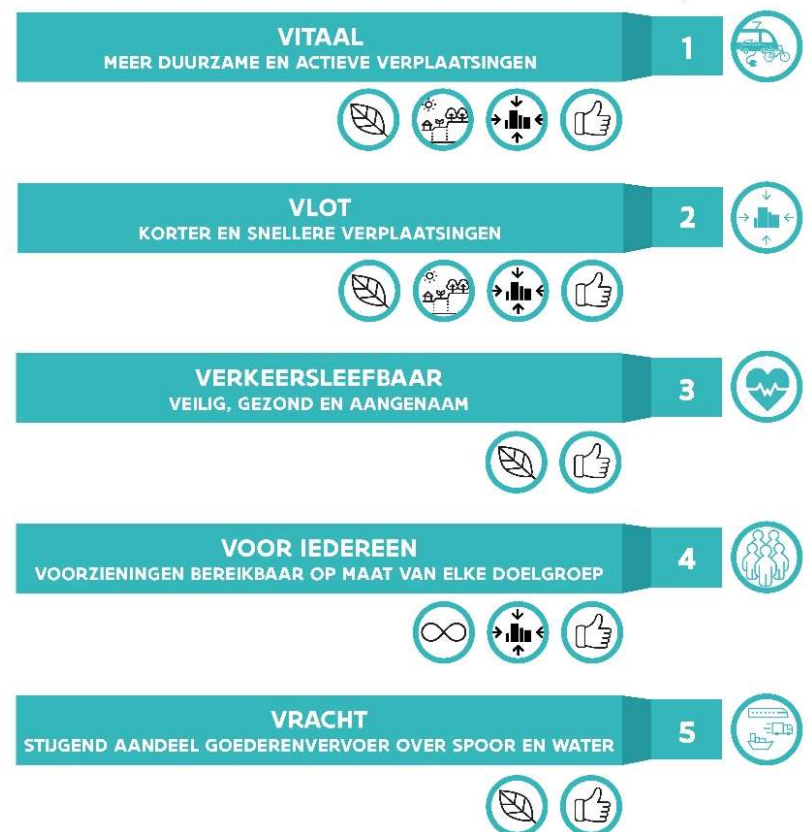 VITAAL
MEER DUURZAME EN ACTIEVE VERPLAATSINGEN
1
VLOT
KORTER EN SNELLERE VERPLAATSINGEN
2
VERKEERSLEEFBAAR
VEILIG, GEZOND EN AANGENAAM
3
VOOR IEDEREEN
VOORZIENINGEN BEREIKBAAR OP MAAT VAN ELKE DOELGROEP
4
VRACHT
STIJGEND AANDEEL GOEDERENVERVOER OVER SPOOR EN WATER
5